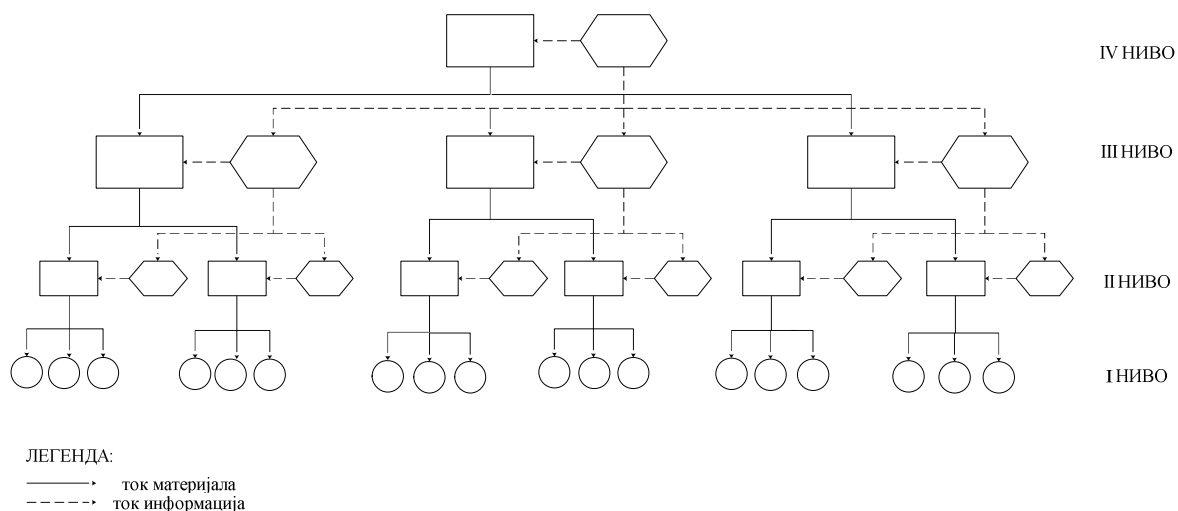 IV НИВО
III НИВО
II НИВО
I НИВО
ЛЕГЕНДА:
ток материјала
ток информација